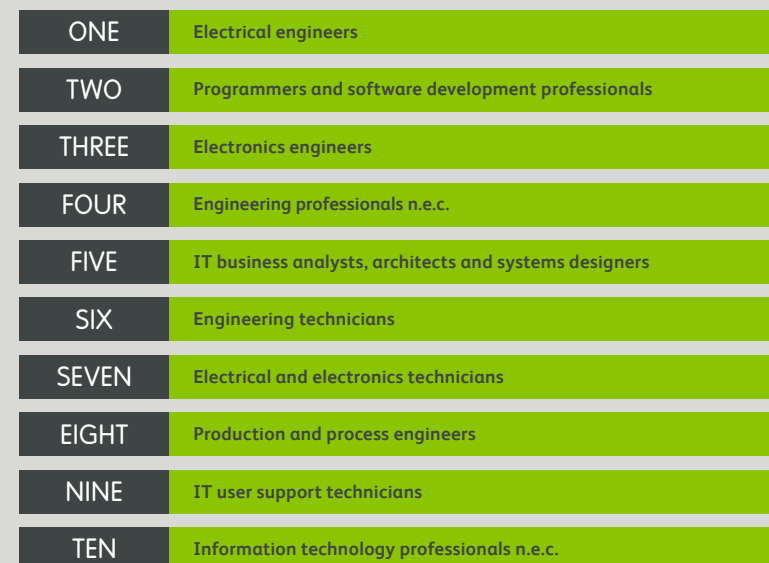 ONE Electrical engineers
TWO Programmers and software development professionals
THREE Electronics engineers
FOUR Engineering professionals n.e.c.
FIVE IT business analysts, architects and systems designers
SIX Engineering technicians
SEVEN Electrical and electronics technicians
EIGHT Production and process engineers
NINE IT user support technicians
TEN Information technology professionals n.e.c.